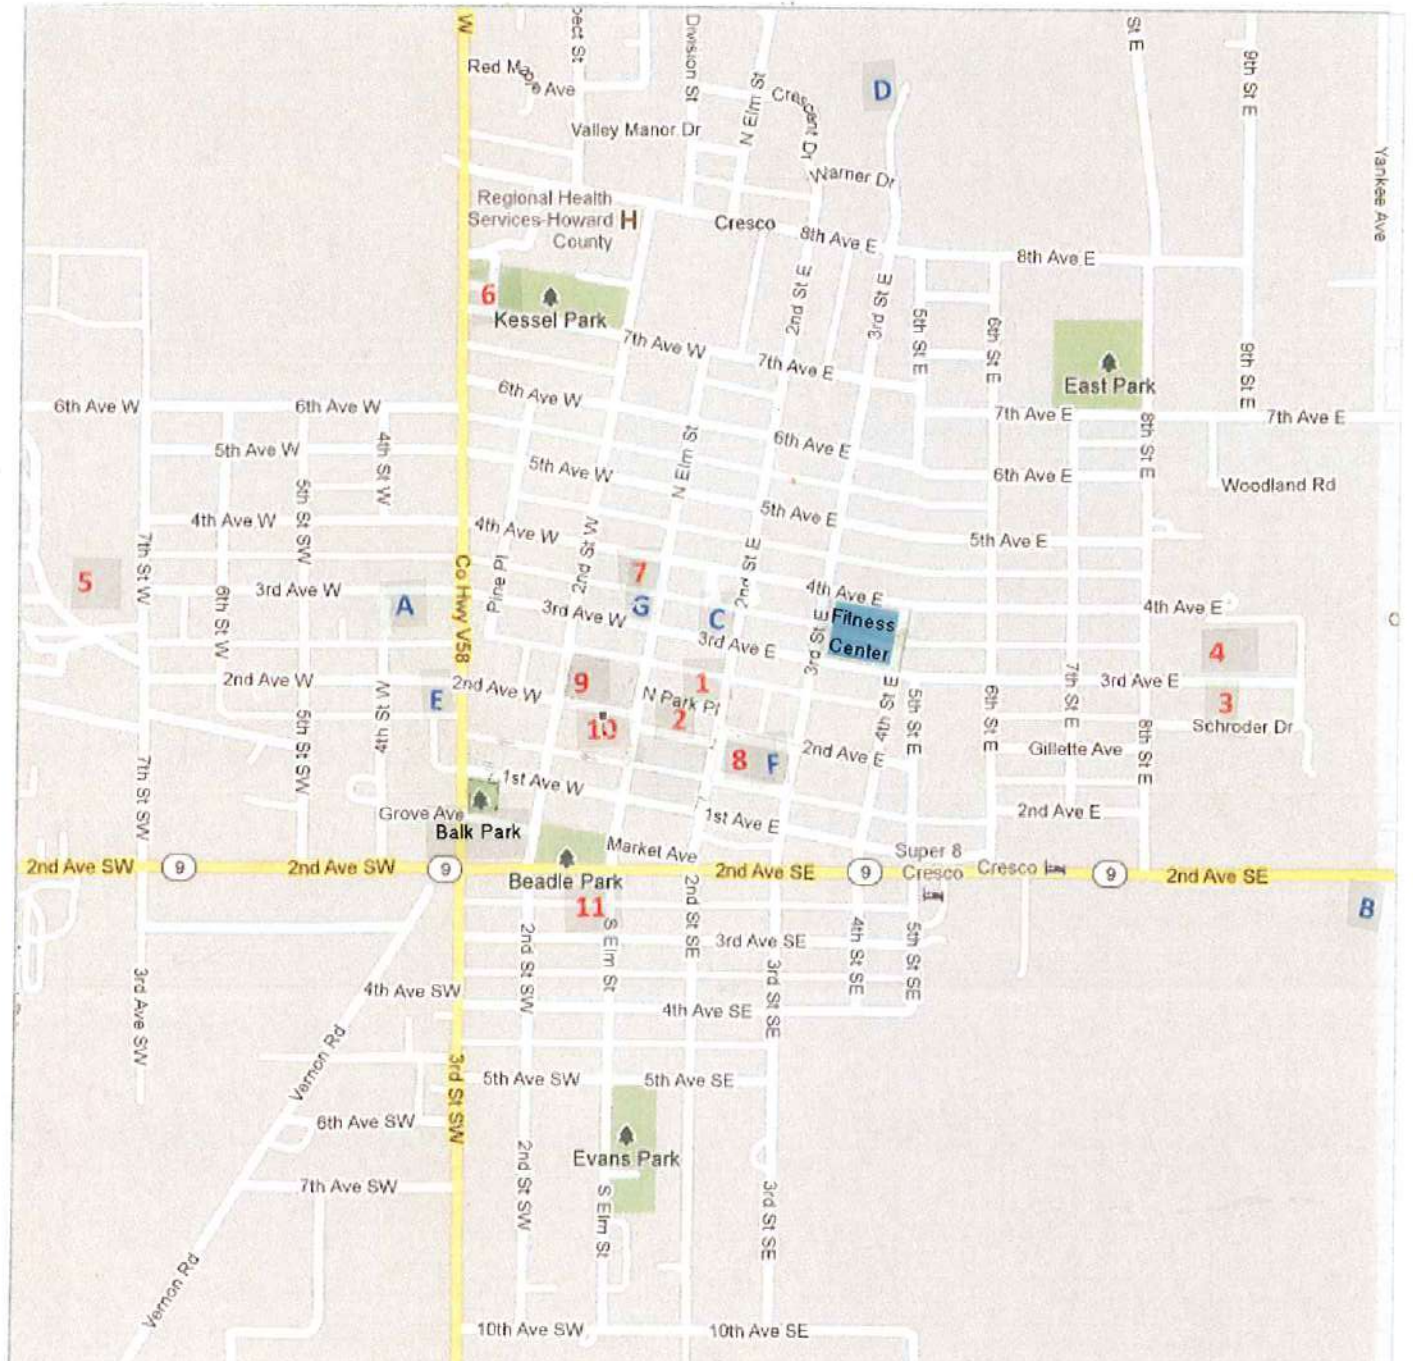 W
pect St
Division St
N Elm St
St E
9th St E
Red Maple Ave
Crescent Dr
D
Valley Manor Dr
Warner Dr
Yankee Ave
Regional Health
Services-Howard H
County
Cresco
8th Ave E
8th Ave E
6
Kessel Park
2nd St E
3rd St E
5th St E
6th St E
9th St E
7th Ave W
7th Ave E
East Park
6th Ave W
6th Ave W
6th Ave W
7th Ave E
7th Ave E
5th Ave W
4th St W
N Elm St
6th Ave E
8th St E
5th Ave W
6th Ave E
Woodland Rd
5th St SW
4th Ave W
4th Ave W
5th Ave E
5th Ave E
7th St W
Co Hwy V58
Pine Pl
2nd St W
7
2nd St E
5
3rd Ave W
6th St W
A
3rd Ave W
G
C
4th Ave E
4th Ave E
3rd Ave E
3rd St E
Fitness
Center
4
2nd Ave W
E
2nd Ave W
9
1
N Park Pl
4th St E
3rd Ave E
3
5th St SW
4th St W
10
2
5th St E
6th St E
7th St E
8th St E
Schroder Dr
7th St SW
8
F
2nd Ave E
Gillette Ave
1st Ave W
Grove Ave
Balk Park
1st Ave E
2nd Ave E
Market Ave
Super 8
Cresco
Cresco
2nd Ave SW
9
2nd Ave SW
9
Beadle Park
2nd Ave SE
9
9
2nd Ave SE
B
11
2nd St SW
S Elm St
2nd St SE
3rd Ave SE
3rd St SE
4th St SE
5th St SE
3rd Ave SW
4th Ave SW
4th Ave SE
Vernon Rd
3rd St SW
5th Ave SW
5th Ave SE
6th Ave SW
2nd St SW
Evans Park
7th Ave SW
S Elm St
3rd St SE
Vernon Rd
10th Ave SW
10th Ave SE